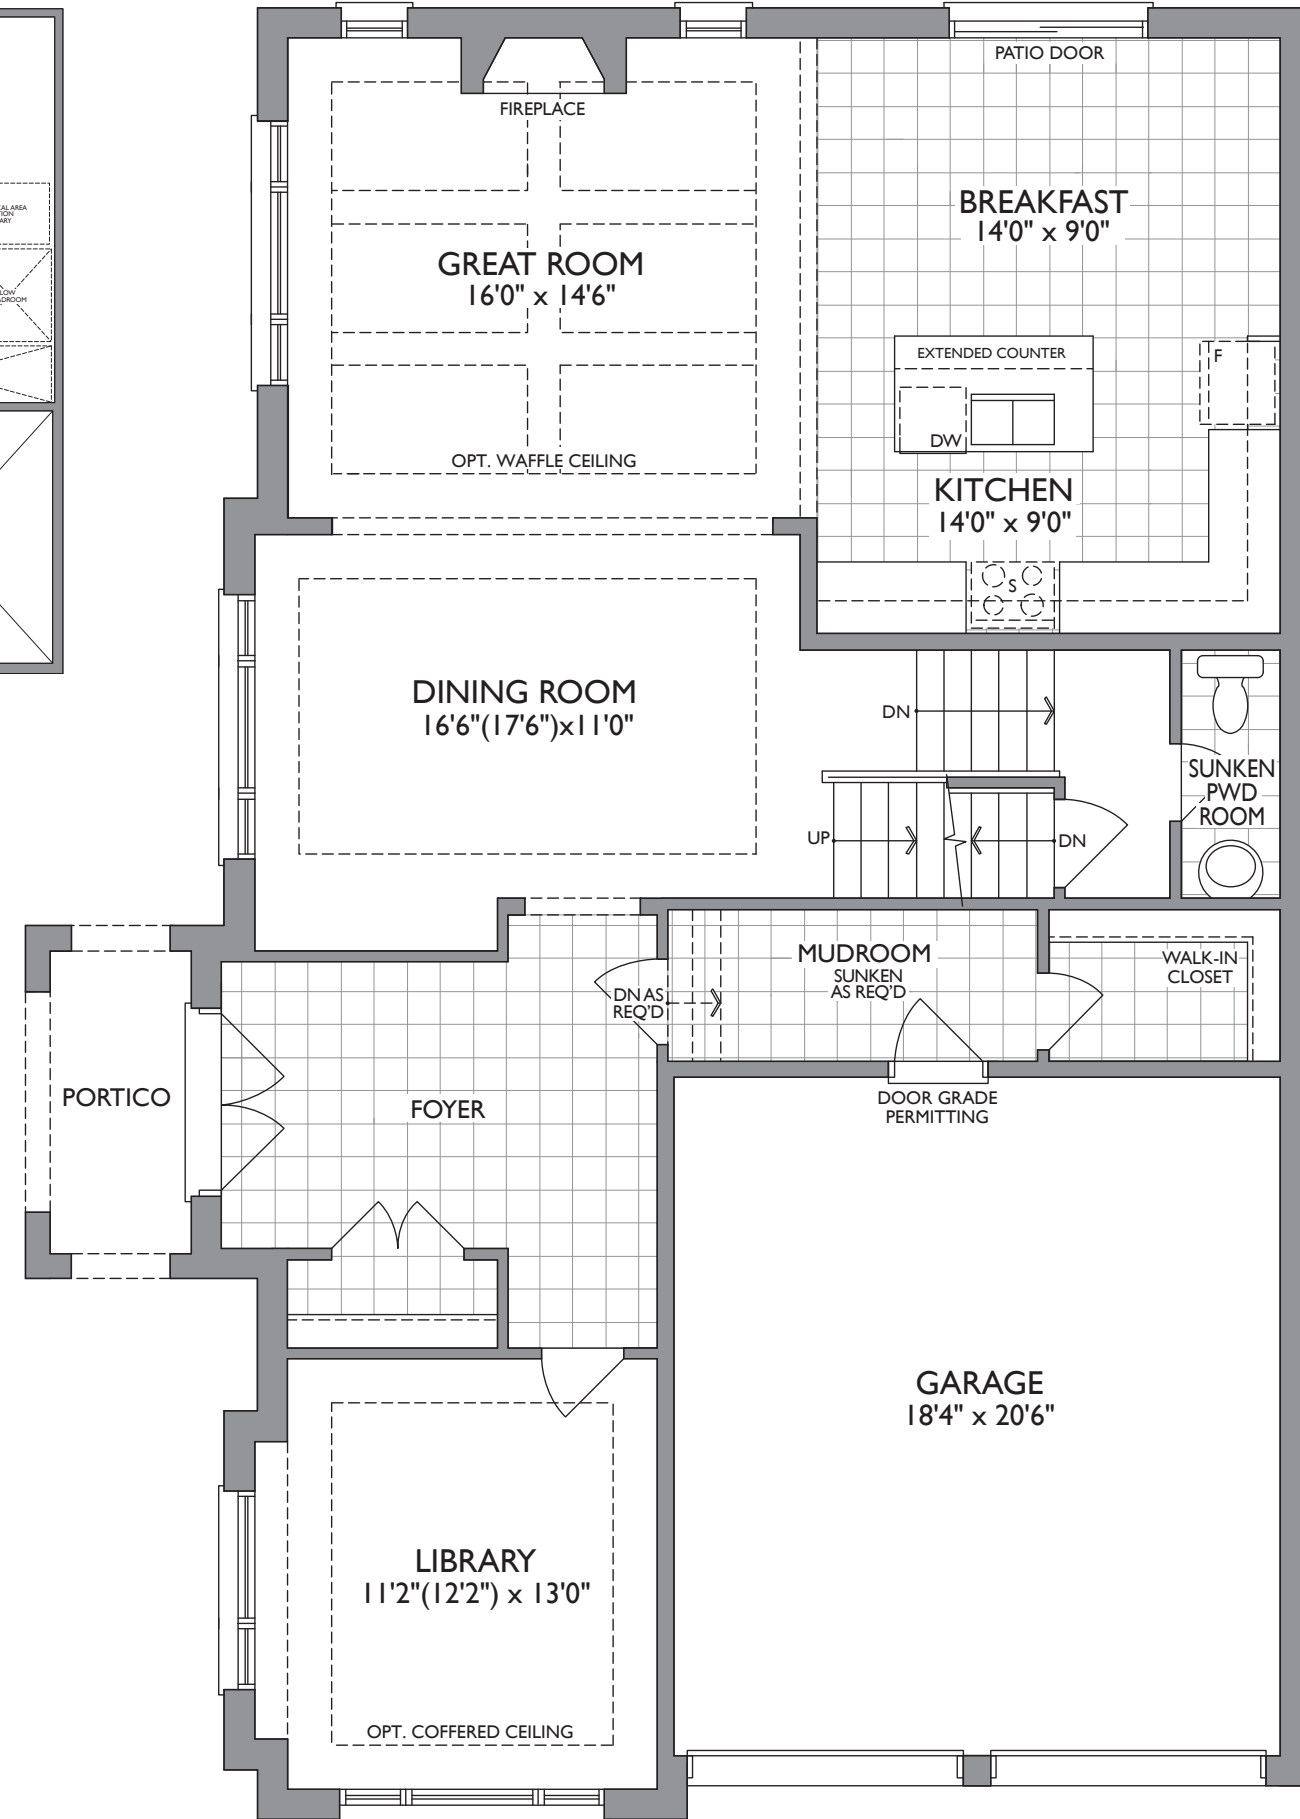 PATIO DOOR
FIREPLACE
BREAKFAST
14'0" x 9'0"
GREAT ROOM
16'0" x 14'6"
EXTENDED COUNTER
F
DW
OPT. WAFFLE CEILING
KITCHEN
14'0" x 9'0"
S
DINING ROOM
16'6"(17'6")x11'0"
DN
SUNKEN
PWD
ROOM
UP
DN
MUDROOM
SUNKEN
AS REQ'D
WALK-IN
CLOSET
DN AS
REQ'D
PORTICO
FOYER
DOOR GRADE
PERMITTING
GARAGE
18'4" x 20'6"
LIBRARY
11'2"(12'2") x 13'0"
OPT. COFFERED CEILING
AREA
LOW